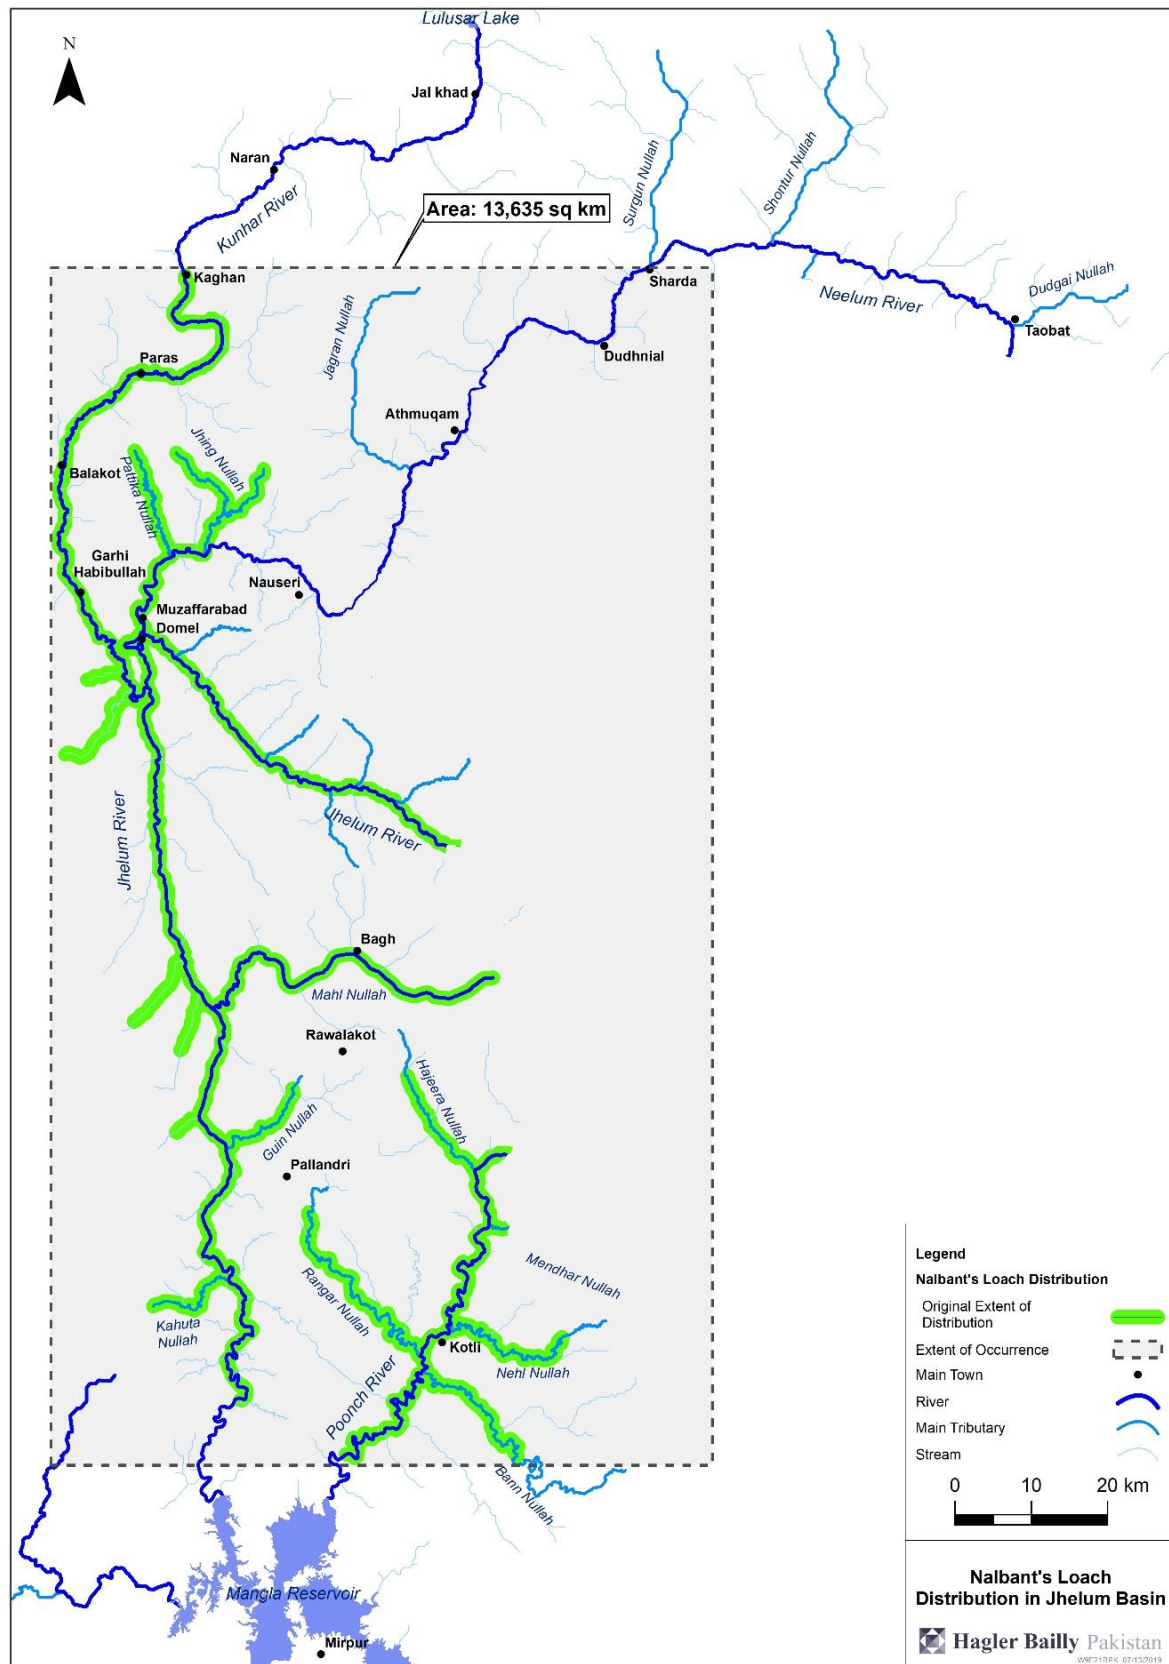 Lulusar Lake
N
Jal khad
Naran
Kunhar River
Surgun Nullah
Shontur Nullah
Area: 13,635 sq km
Kaghan
Sharda
Neelum River
Dudgai Nullah
Taobat
Jagran Nullah
Paras
Dudhnial
Athmuqam
Balakot
Pattika Nullah
Jhing Nullah
Garhi
Habibullah
Nauseri
Muzaffarabad
Domel
Jhelum River
Jhelum River
Bagh
Mahl Nullah
Rawalakot
Hajeera Nullah
Guin Nullah
Pallandri
Mendhar Nullah
Rangar Nullah
Kahuta
Nullah
Kotli
Nehl Nullah
Poonch River
Bann Nullah
Mangla Reservoir
Mirpur
Legend
Nalbant's Loach Distribution
Original Extent of
Distribution
Extent of Occurrence
Main Town
River
Main Tributary
Stream
0 10 20 km
Nalbant's Loach
Distribution in Jhelum Basin
Hagler Bailly Pakistan